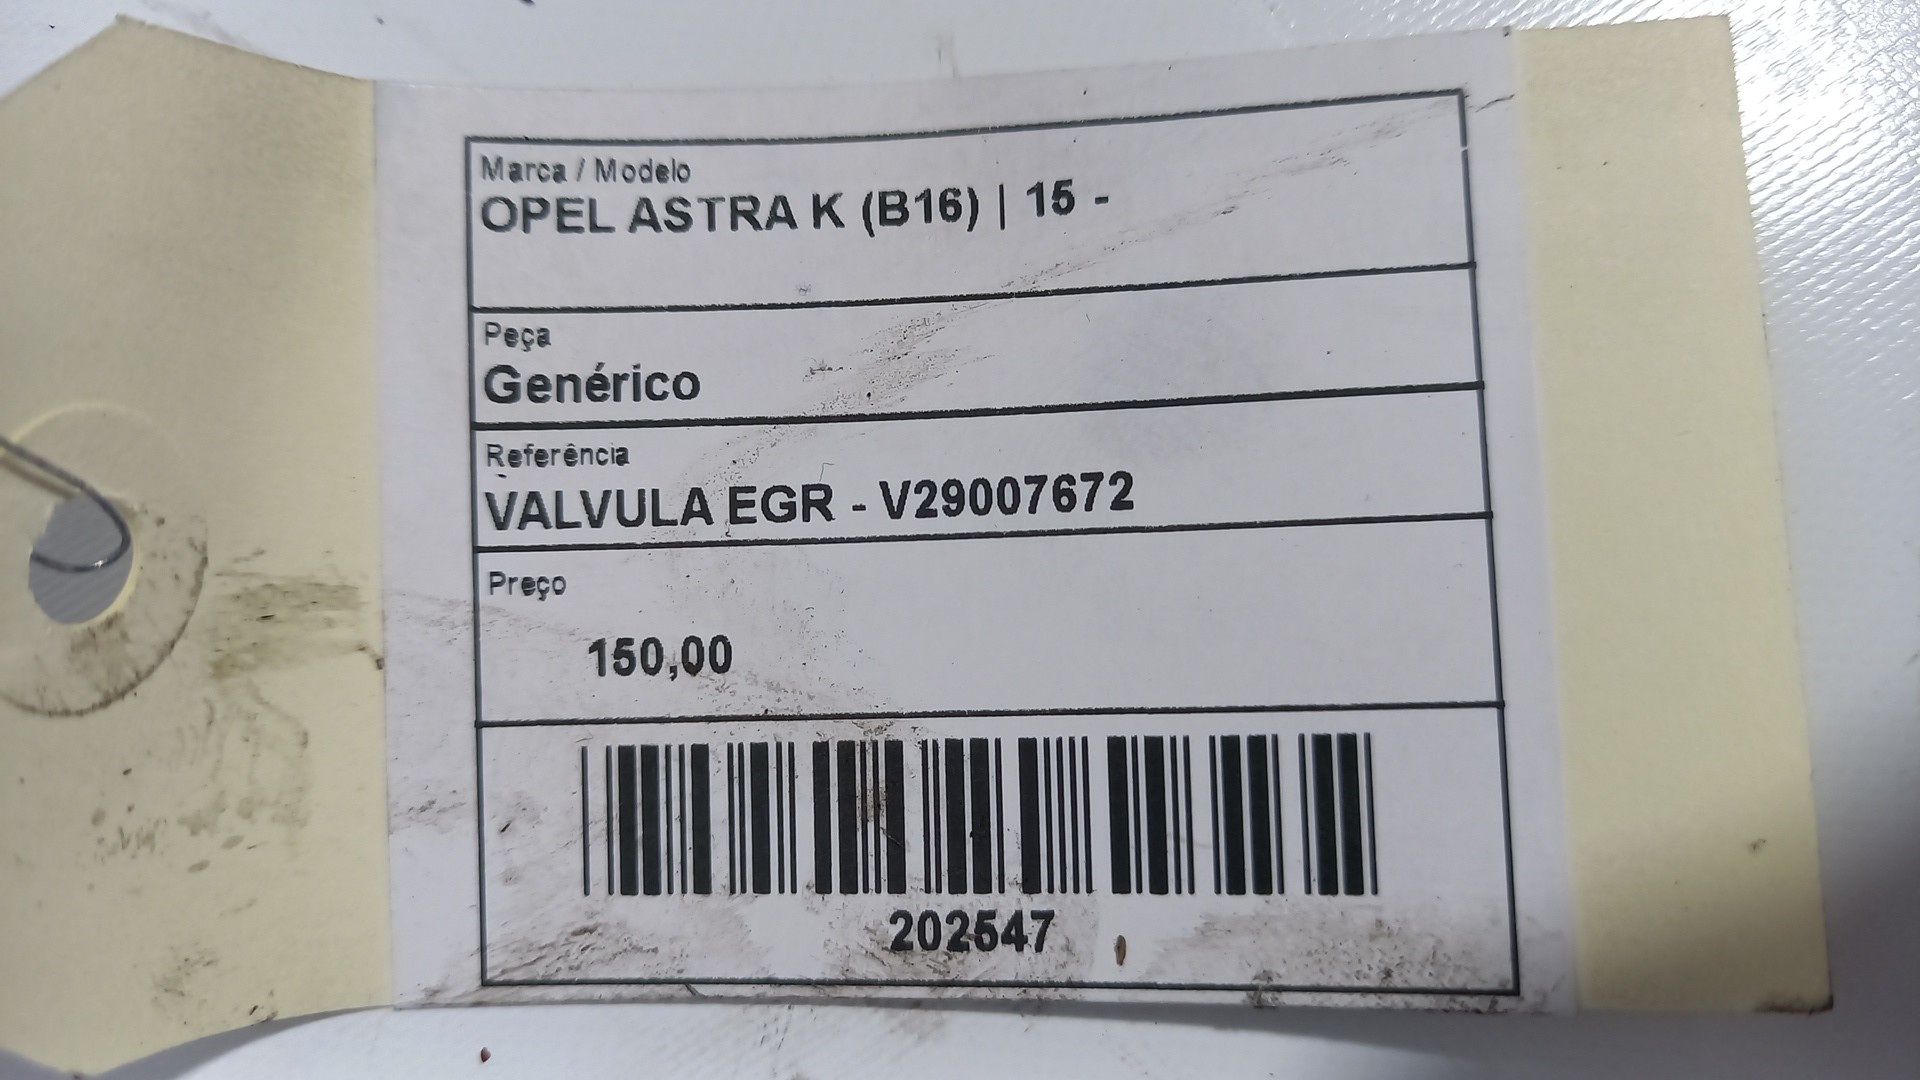 Marca / Modelo
OPEL ASTRA K (B16) | 15 -
Peça
Genérico
Referência
VALVULA EGR - V29007672
Preço
150,00
202547